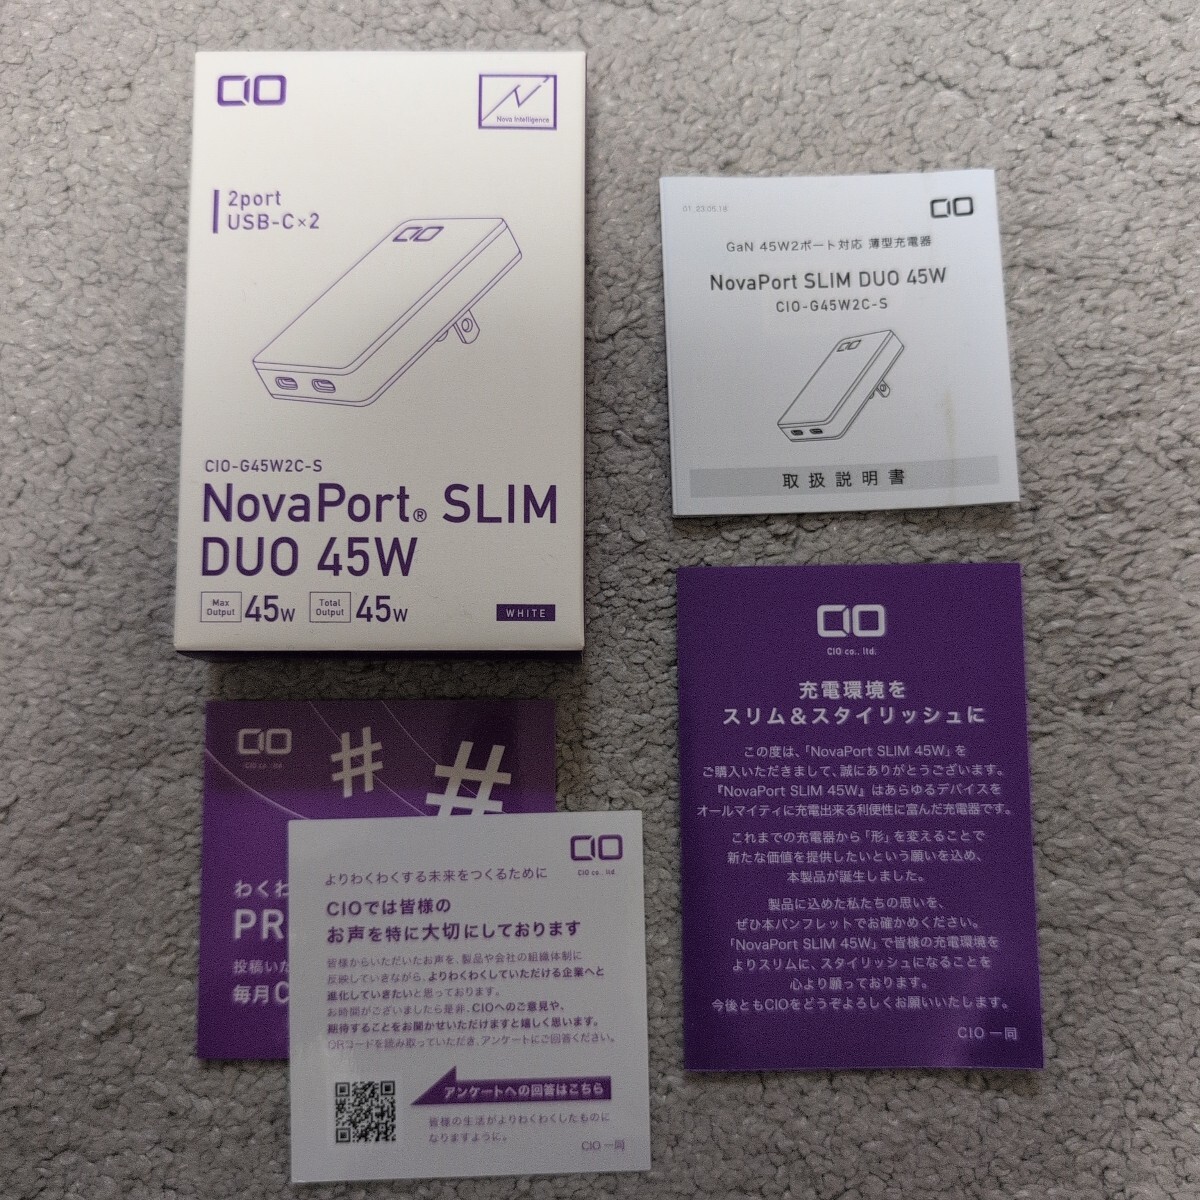 CIO
Nova Intelligence
2port
USB-C×2
CIO
CIO-G45W2C-S
NovaPort® SLIM
DUO 45W
Max Output 45W Total Output 45W
WHITE
01_23.05.18
CIO
GaN 45W2ポート対応 薄型充電器
NovaPort SLIM DUO 45W
CIO-G45W2C-S
CIO
取扱説明書
CIO
CIO co., ltd.
充電環境を
スリム＆スタイリッシュに
この度は、「NovaPort SLIM 45W」を
ご購入いただきまして、誠にありがとうございます。
『NovaPort SLIM 45W』はあらゆるデバイスを
オールマイティに充電出来る利便性に富んだ充電器です。
これまでの充電器から「形」を変えることで
新たな価値を提供したいという願いを込め、
本製品が誕生しました。
製品に込めた私たちの思いを、
ぜひ本パンフレットでお確かめください。
「NovaPort SLIM 45W」で皆様の充電環境を
よりスリムに、スタイリッシュになることを
心より願っております。
今後ともCIOをどうぞよろしくお願いいたします。
CIO 一同
CIO
CIO co., ltd.
# #
わくわ
PR
投稿いた
毎月C
CIO
CIO co., ltd.
よりわくわくする未来をつくるために
CIOでは皆様の
お声を特に大切にしております
皆様からいただいたお声を、製品や会社の組織体制に
反映していきながら、よりわくわくしていただける企業へと
進化していきたいと思っております。
お時間がございましたら是非、CIOへのご意見や、
期待することをお聞かせいただけますと嬉しく思います。
QRコードを読み取っていただき、アンケートにご回答ください。
アンケートへの回答はこちら
皆様の生活がよりわくわくしたものに
なりますように。
CIO 一同